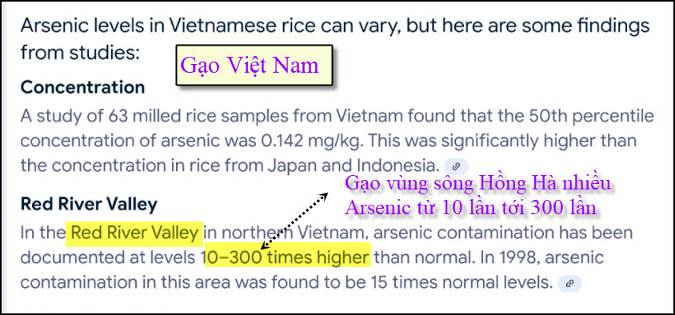 Arsenic levels in Vietnamese rice can vary, but here are some findings
from studies:
Gạo Việt Nam
Concentration
A study of 63 milled rice samples from Vietnam found that the 50th percentile
concentration of arsenic was 0.142 mg/kg. This was significantly higher than
the concentration in rice from Japan and Indonesia.
Gạo vùng sông Hồng Hà nhiều
Arsenic từ 10 lần tới 300 lần
Red River Valley
In the Red River Valley in northern Vietnam, arsenic contamination has been
documented at levels 10–300 times higher than normal. In 1998, arsenic
contamination in this area was found to be 15 times normal levels.